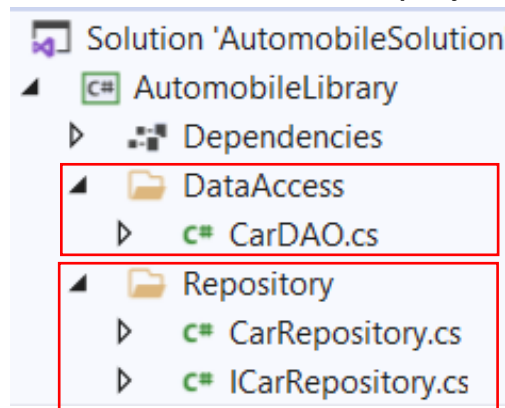 Solution 'AutomobileSolution
C# AutomobileLibrary
Dependencies
DataAccess
C# CarDAO.cs
Repository
C# CarRepository.cs
C# ICarRepository.cs